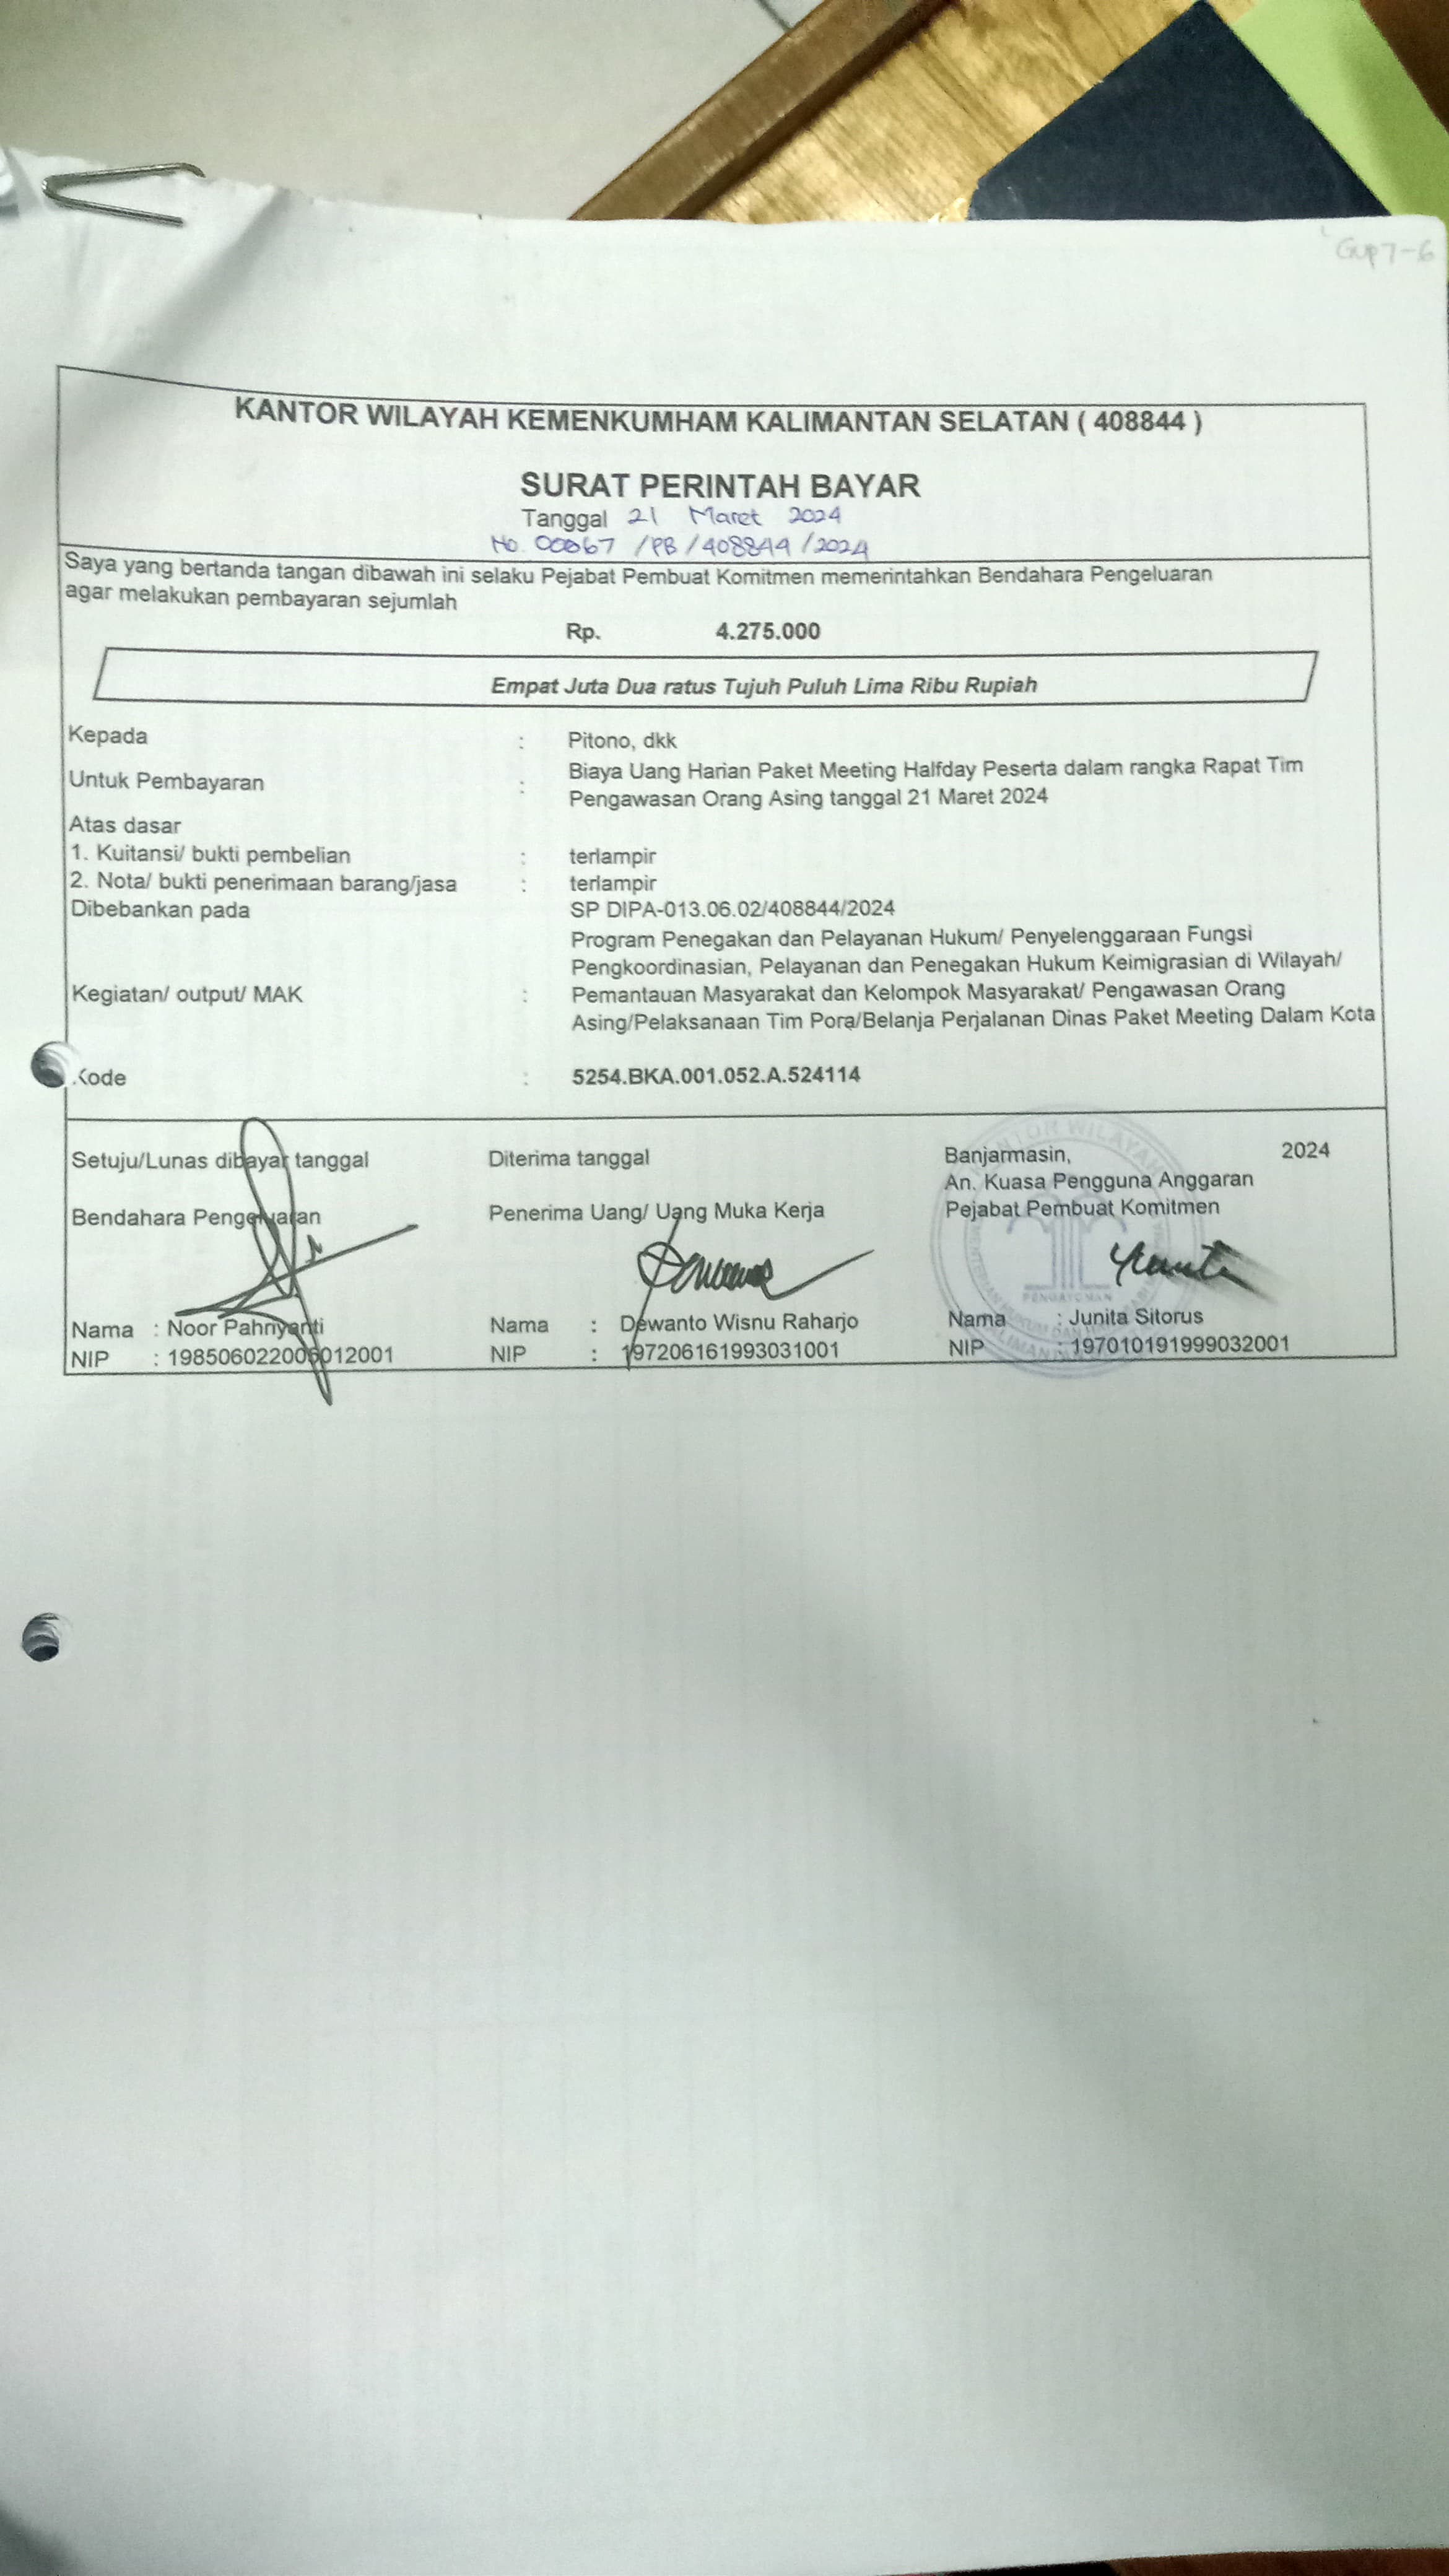 Gup 7-6
KANTOR WILAYAH KEMENKUMHAM KALIMANTAN SELATAN ( 408844 )
SURAT PERINTAH BAYAR
Tanggal 21 Maret 2024
No. 00067 /PB/408844/2024
Saya yang bertanda tangan dibawah ini selaku Pejabat Pembuat Komitmen memerintahkan Bendahara Pengeluaran
agar melakukan pembayaran sejumlah
Rp. 4.275.000
Empat Juta Dua ratus Tujuh Puluh Lima Ribu Rupiah
Kepada : Pitono, dkk
Untuk Pembayaran : Biaya Uang Harian Paket Meeting Halfday Peserta dalam rangka Rapat Tim
Pengawasan Orang Asing tanggal 21 Maret 2024
Atas dasar
1. Kuitansi/ bukti pembelian : terlampir
2. Nota/ bukti penerimaan barang/jasa : terlampir
Dibebankan pada SP DIPA-013.06.02/408844/2024
Program Penegakan dan Pelayanan Hukum/ Penyelenggaraan Fungsi
Pengkoordinasian, Pelayanan dan Penegakan Hukum Keimigrasian di Wilayah/
Kegiatan/ output/ MAK : Pemantauan Masyarakat dan Kelompok Masyarakat/ Pengawasan Orang
Asing/Pelaksanaan Tim Pora/Belanja Perjalanan Dinas Paket Meeting Dalam Kota
Kode : 5254.BKA.001.052.A.524114
Setuju/Lunas dibayar tanggal Diterima tanggal Banjarmasin, 2024
An. Kuasa Pengguna Anggaran
Bendahara Pengeluaran Penerima Uang/ Uang Muka Kerja Pejabat Pembuat Komitmen
PENGAYOMAN
Nama : Noor Pahriyanti Nama : Dewanto Wisnu Raharjo Nama : Junita Sitorus
NIP : 198506022006012001 NIP : 197206161993031001 NIP : 197010191999032001